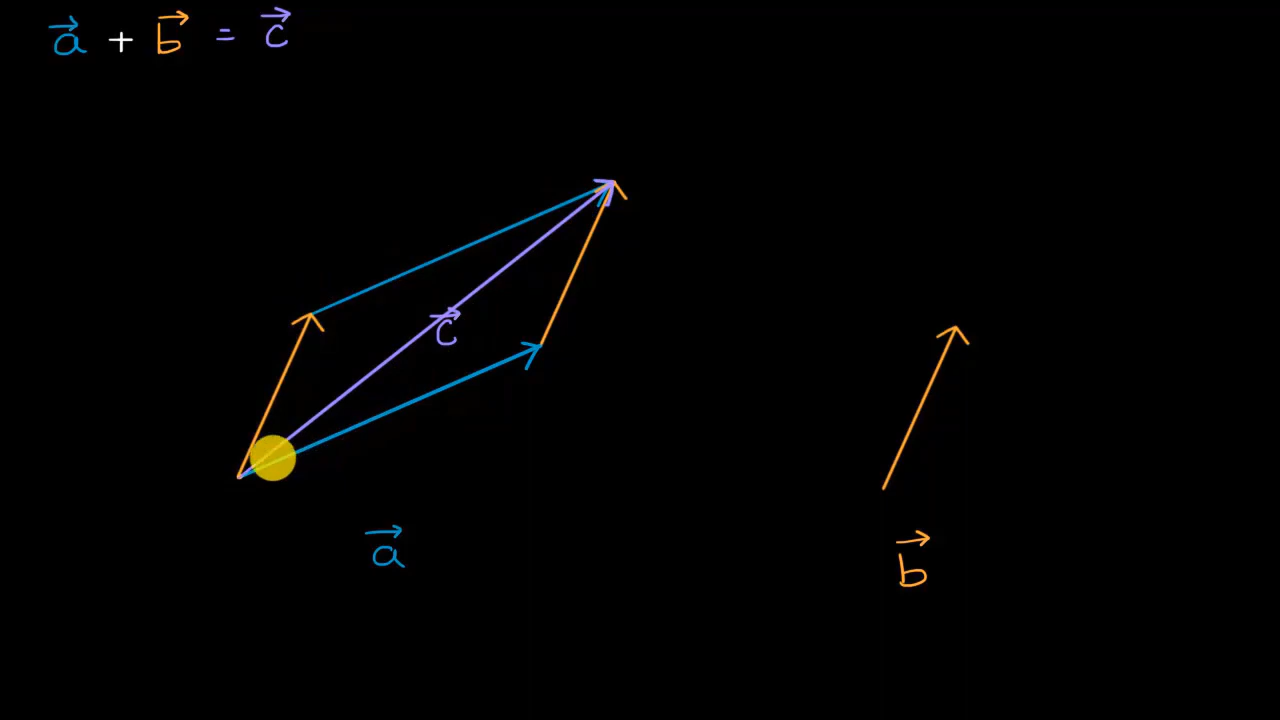 a⃗ + b⃗ = c⃗
c⃗
a⃗
b⃗